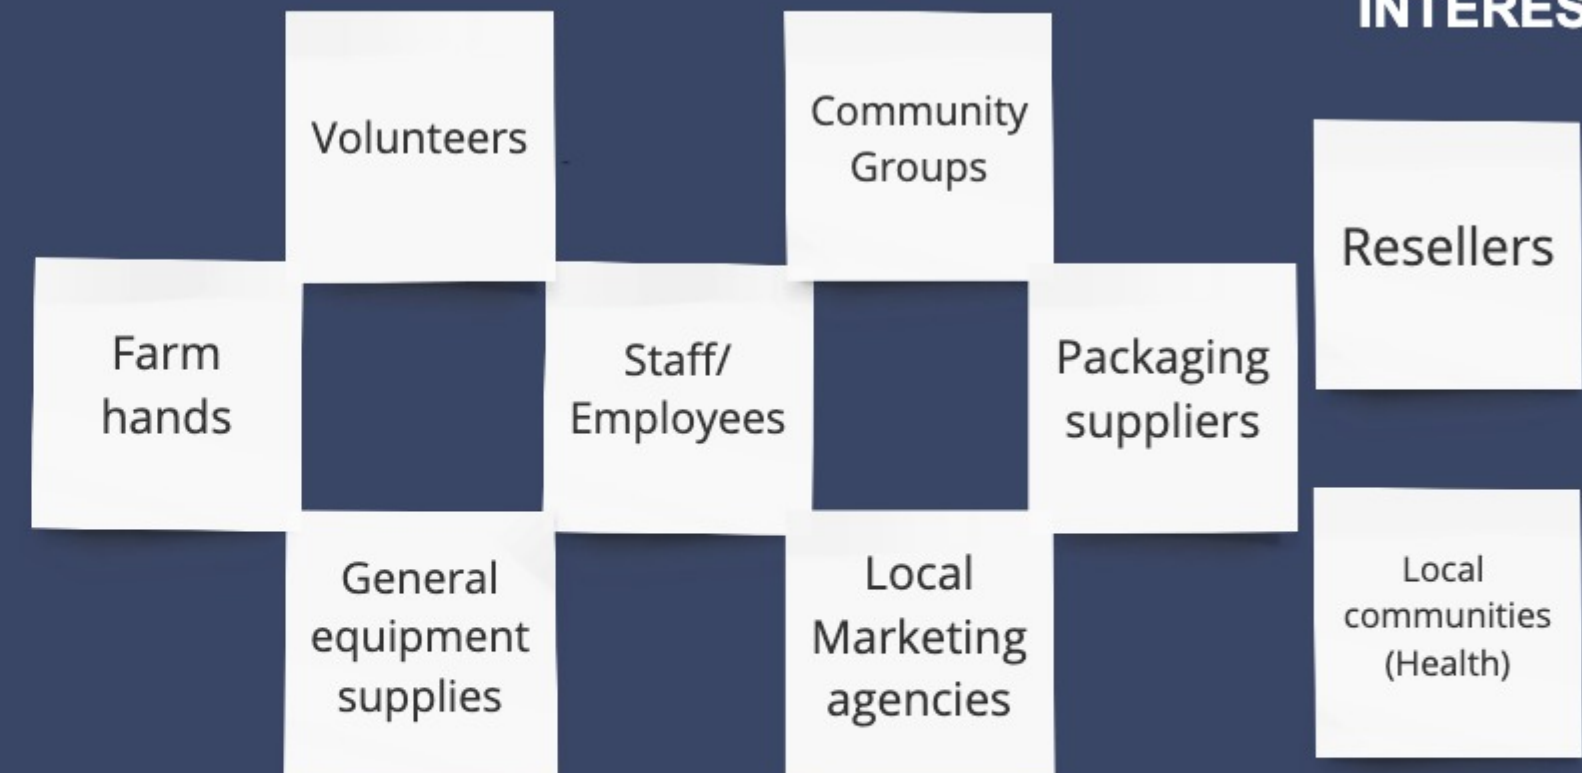 INTERES
Volunteers
Community
Groups
Resellers
Farm
hands
Staff/
Employees
Packaging
suppliers
General
equipment
supplies
Local
Marketing
agencies
Local
communities
(Health)